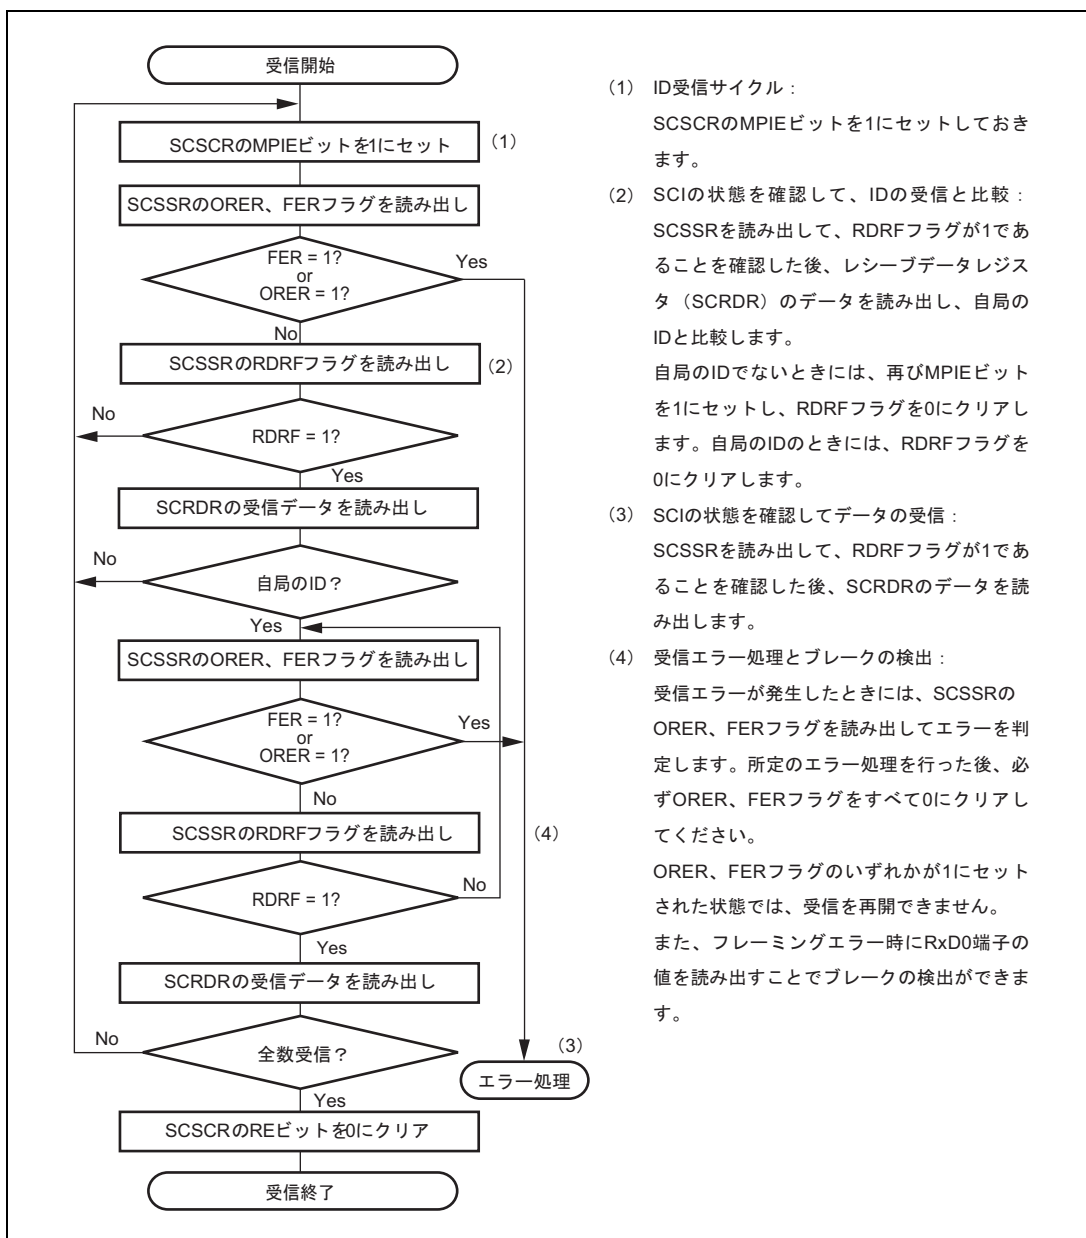 受信開始
SCSCRのMPIEビットを1にセット
(1)
SCSSRのORER、FERフラグを読み出し
FER = 1?
or
ORER = 1?
Yes
No
SCSSRのRDRFフラグを読み出し
(2)
RDRF = 1?
No
Yes
SCRDRの受信データを読み出し
自局のID？
No
Yes
SCSSRのORER、FERフラグを読み出し
FER = 1?
or
ORER = 1?
Yes
No
SCSSRのRDRFフラグを読み出し
(4)
RDRF = 1?
No
Yes
SCRDRの受信データを読み出し
全数受信？
No
(3)
エラー処理
Yes
SCSCRのREビットを0にクリア
受信終了
(1) ID受信サイクル：
SCSCRのMPIEビットを1にセットしておき
ます。
(2) SCIの状態を確認して、IDの受信と比較：
SCSSRを読み出して、RDRFフラグが1であ
ることを確認した後、レシーブデータレジス
タ（SCRDR）のデータを読み出し、自局の
IDと比較します。
自局のIDでないときには、再びMPIEビット
を1にセットし、RDRFフラグを0にクリアし
ます。自局のIDのときには、RDRFフラグを
0にクリアします。
(3) SCIの状態を確認してデータの受信：
SCSSRを読み出して、RDRFフラグが1であ
ることを確認した後、SCRDRのデータを読
み出します。
(4) 受信エラー処理とブレークの検出：
受信エラーが発生したときには、SCSSRの
ORER、FERフラグを読み出してエラーを判
定します。所定のエラー処理を行った後、必
ずORER、FERフラグをすべて0にクリアし
てください。
ORER、FERフラグのいずれかが1にセット
された状態では、受信を再開できません。
また、フレーミングエラー時にRxD0端子の
値を読み出すことでブレークの検出ができま
す。